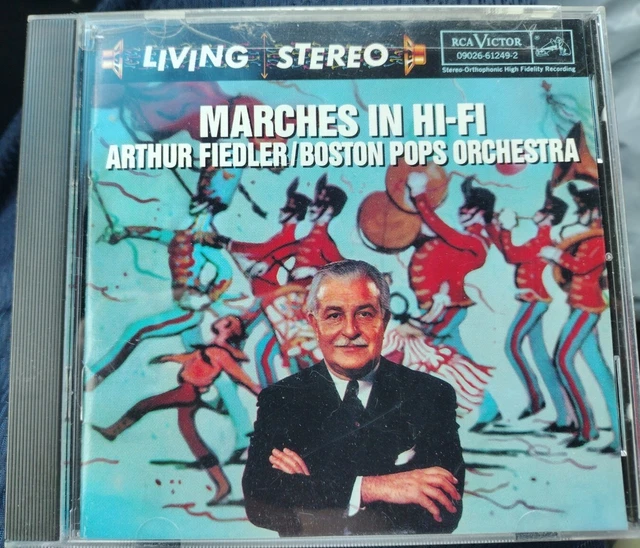 LIVING STEREO
RCA VICTOR
09026-61249-2
Stereo-Orthophonic High Fidelity Recording
MARCHES IN HI-FI
ARTHUR FIEDLER/BOSTON POPS ORCHESTRA